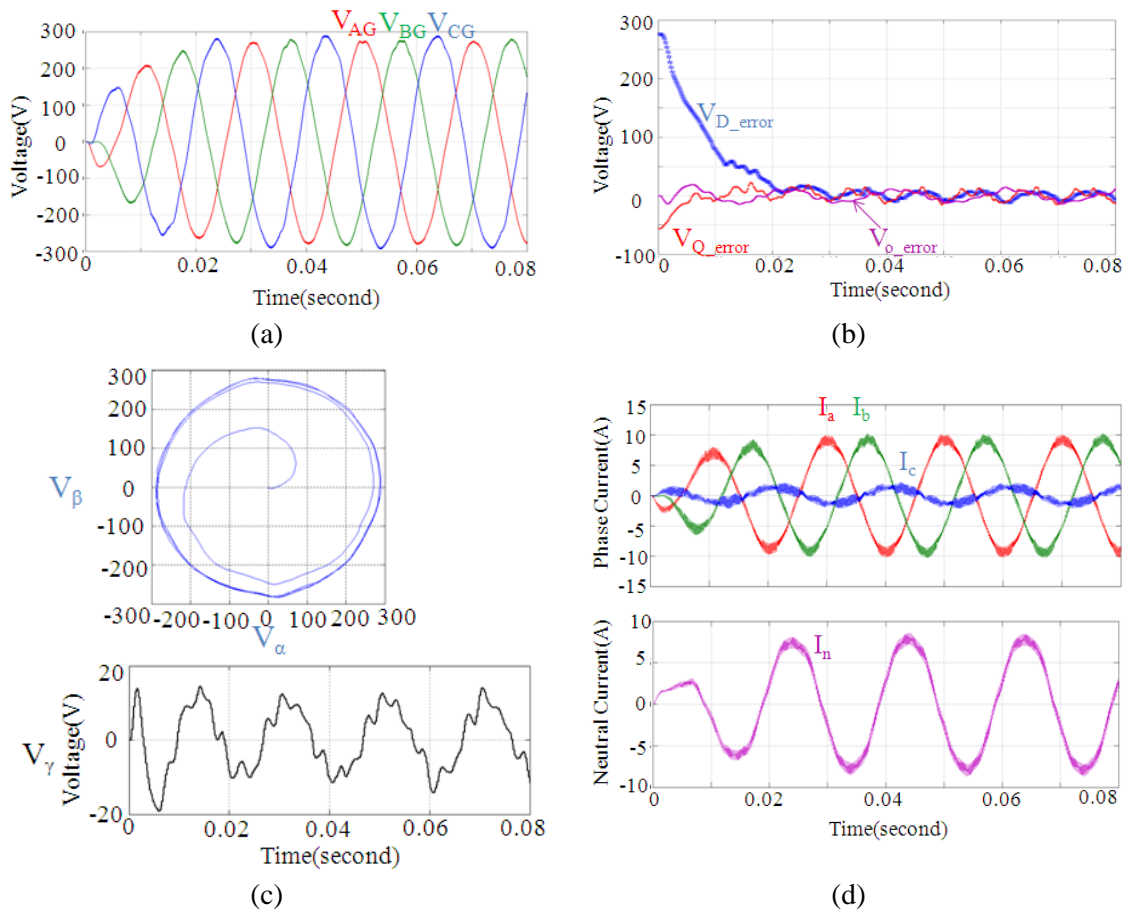 V_AG V_BG V_CG
300
200
100
0
-100
-200
-300
Voltage(V)
0 0.02 0.04 0.06 0.08
Time(second)
(a)
300
200
100
0
-100
Voltage(V)
V_D_error
V_Q_error
V_o_error
0 0.02 0.04 0.06 0.08
Time(second)
(b)
300
200
100
0
-100
-200
-300
V_β
-200 -100 0 100 200 300
V_α
20
0
-20
V_γ
Voltage(V)
0 0.02 0.04 0.06 0.08
Time(second)
(c)
15
10
5
0
-5
-10
-15
Phase Current(A)
I_a I_b
I_c
10
5
0
-5
-10
Neutral Current(A)
I_n
0 0.02 0.04 0.06 0.08
Time(second)
(d)